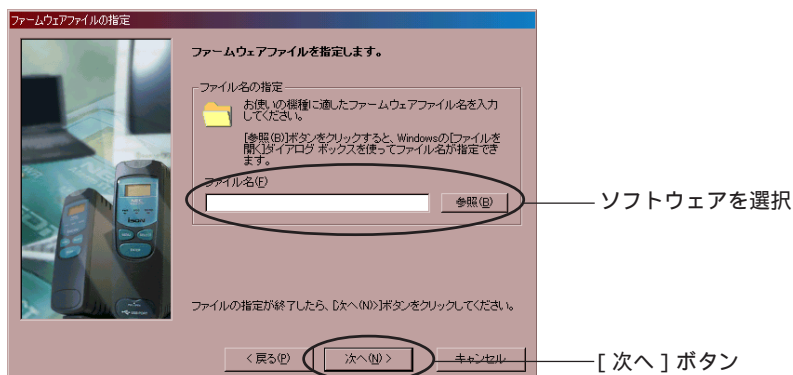 ファームウェアファイルの指定
ファームウェアファイルを指定します。
ファイル名の指定
お使いの機種に適したファームウェアファイル名を入力
してください。
[参照(B)]ボタンをクリックすると、Windowsの[ファイルを
開く]ダイアログ ボックスを使ってファイル名が指定でき
ます。
ファイル名(F)
参照(B)
ソフトウェアを選択
ファイルの指定が終了したら、[次へ(N)>]ボタンをクリックしてください。
< 戻る(P)
次へ(N) >
キャンセル
[ 次へ ] ボタン